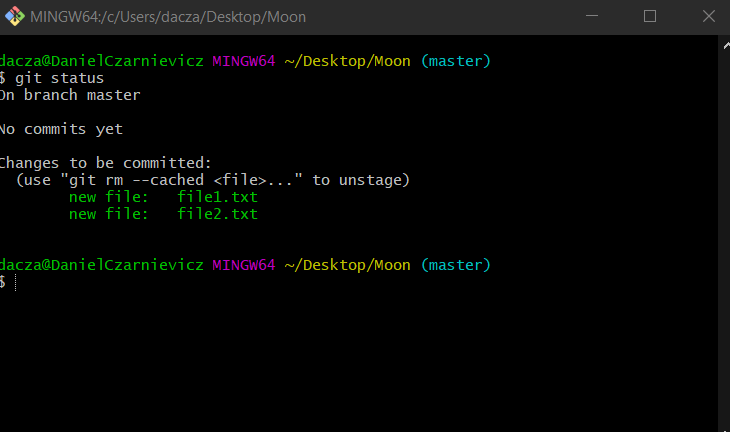 MINGW64:/c/Users/dacza/Desktop/Moon
dacza@DanielCzarnievicz MINGW64 ~/Desktop/Moon (master)
$ git status
On branch master
No commits yet
Changes to be committed:
  (use "git rm --cached <file>..." to unstage)
        new file:   file1.txt
        new file:   file2.txt
dacza@DanielCzarnievicz MINGW64 ~/Desktop/Moon (master)
$